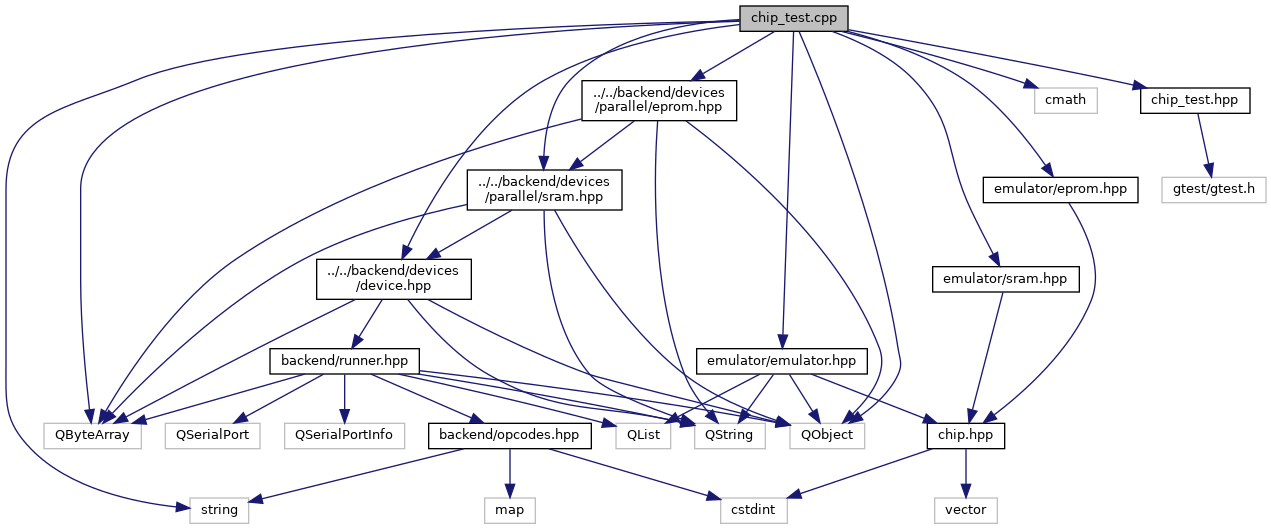 chip_test.cpp
../../backend/devices
/parallel/eprom.hpp
cmath
chip_test.hpp
../../backend/devices
/parallel/sram.hpp
emulator/eprom.hpp
gtest/gtest.h
../../backend/devices
/device.hpp
emulator/sram.hpp
backend/runner.hpp
emulator/emulator.hpp
QByteArray
QSerialPort
QSerialPortInfo
backend/opcodes.hpp
QList
QString
QObject
chip.hpp
string
map
cstdint
vector